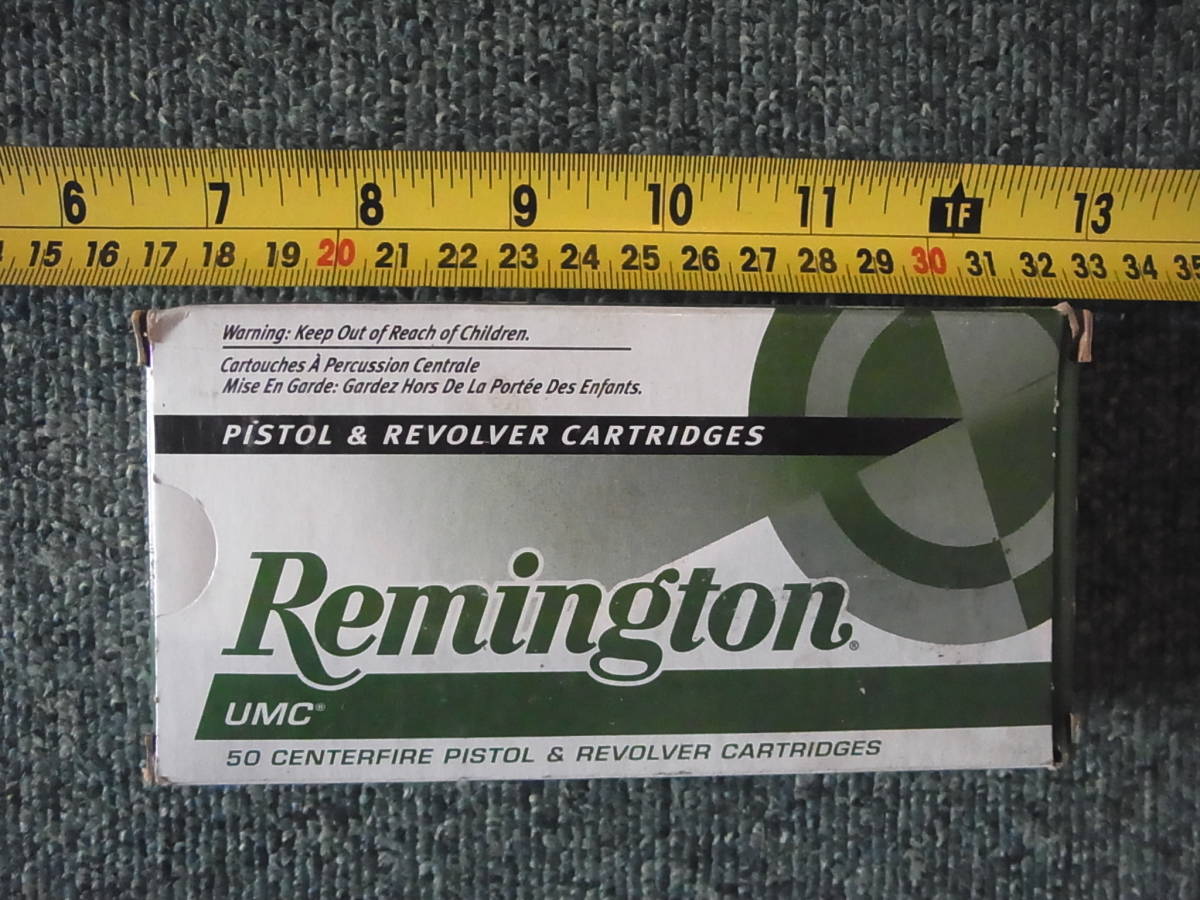 6 7 8 9 10 11 1F 13
15 16 17 18 19 20 21 22 23 24 25 26 27 28 29 30 31 32 33 34 35
Warning: Keep Out of Reach of Children.
Cartouches À Percussion Centrale
Mise En Garde: Gardez Hors De La Portée Des Enfants.
PISTOL & REVOLVER CARTRIDGES
Remington®
UMC®
50 CENTERFIRE PISTOL & REVOLVER CARTRIDGES